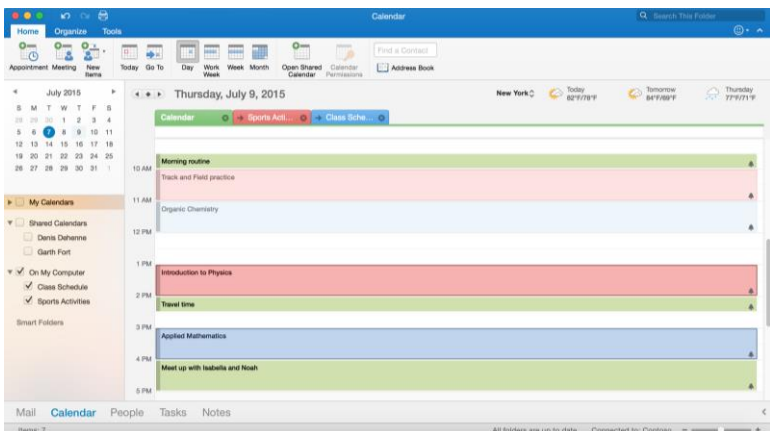 Calendar
Search This Folder
Home Organize Tools
Appointment Meeting New Items Today Go To Day Work Week Week Month Open Shared Calendar Calendar Permissions
Find a Contact
Address Book
July 2015
S M T W T F S
28 29 30 1 2 3 4
5 6 7 8 9 10 11
12 13 14 15 16 17 18
19 20 21 22 23 24 25
26 27 28 29 30 31 1
My Calendars
Shared Calendars
Denis Dehenne
Garth Fort
On My Computer
Class Schedule
Sports Activities
Smart Folders
Thursday, July 9, 2015
New York
Today 82°F/78°F
Tomorrow
Thursday 77°F/71°F
Calendar Sports Acti... Class Sche...
Morning routine
10 AM
Track and Field practice
11 AM
Organic Chemistry
12 PM
1 PM
Introduction to Physics
2 PM
Travel time
3 PM
Applied Mathematics
4 PM
Meet up with Isabella and Noah
5 PM
Mail Calendar People Tasks Notes
Items: 7
All folders are up to date. Connected to: Contoso